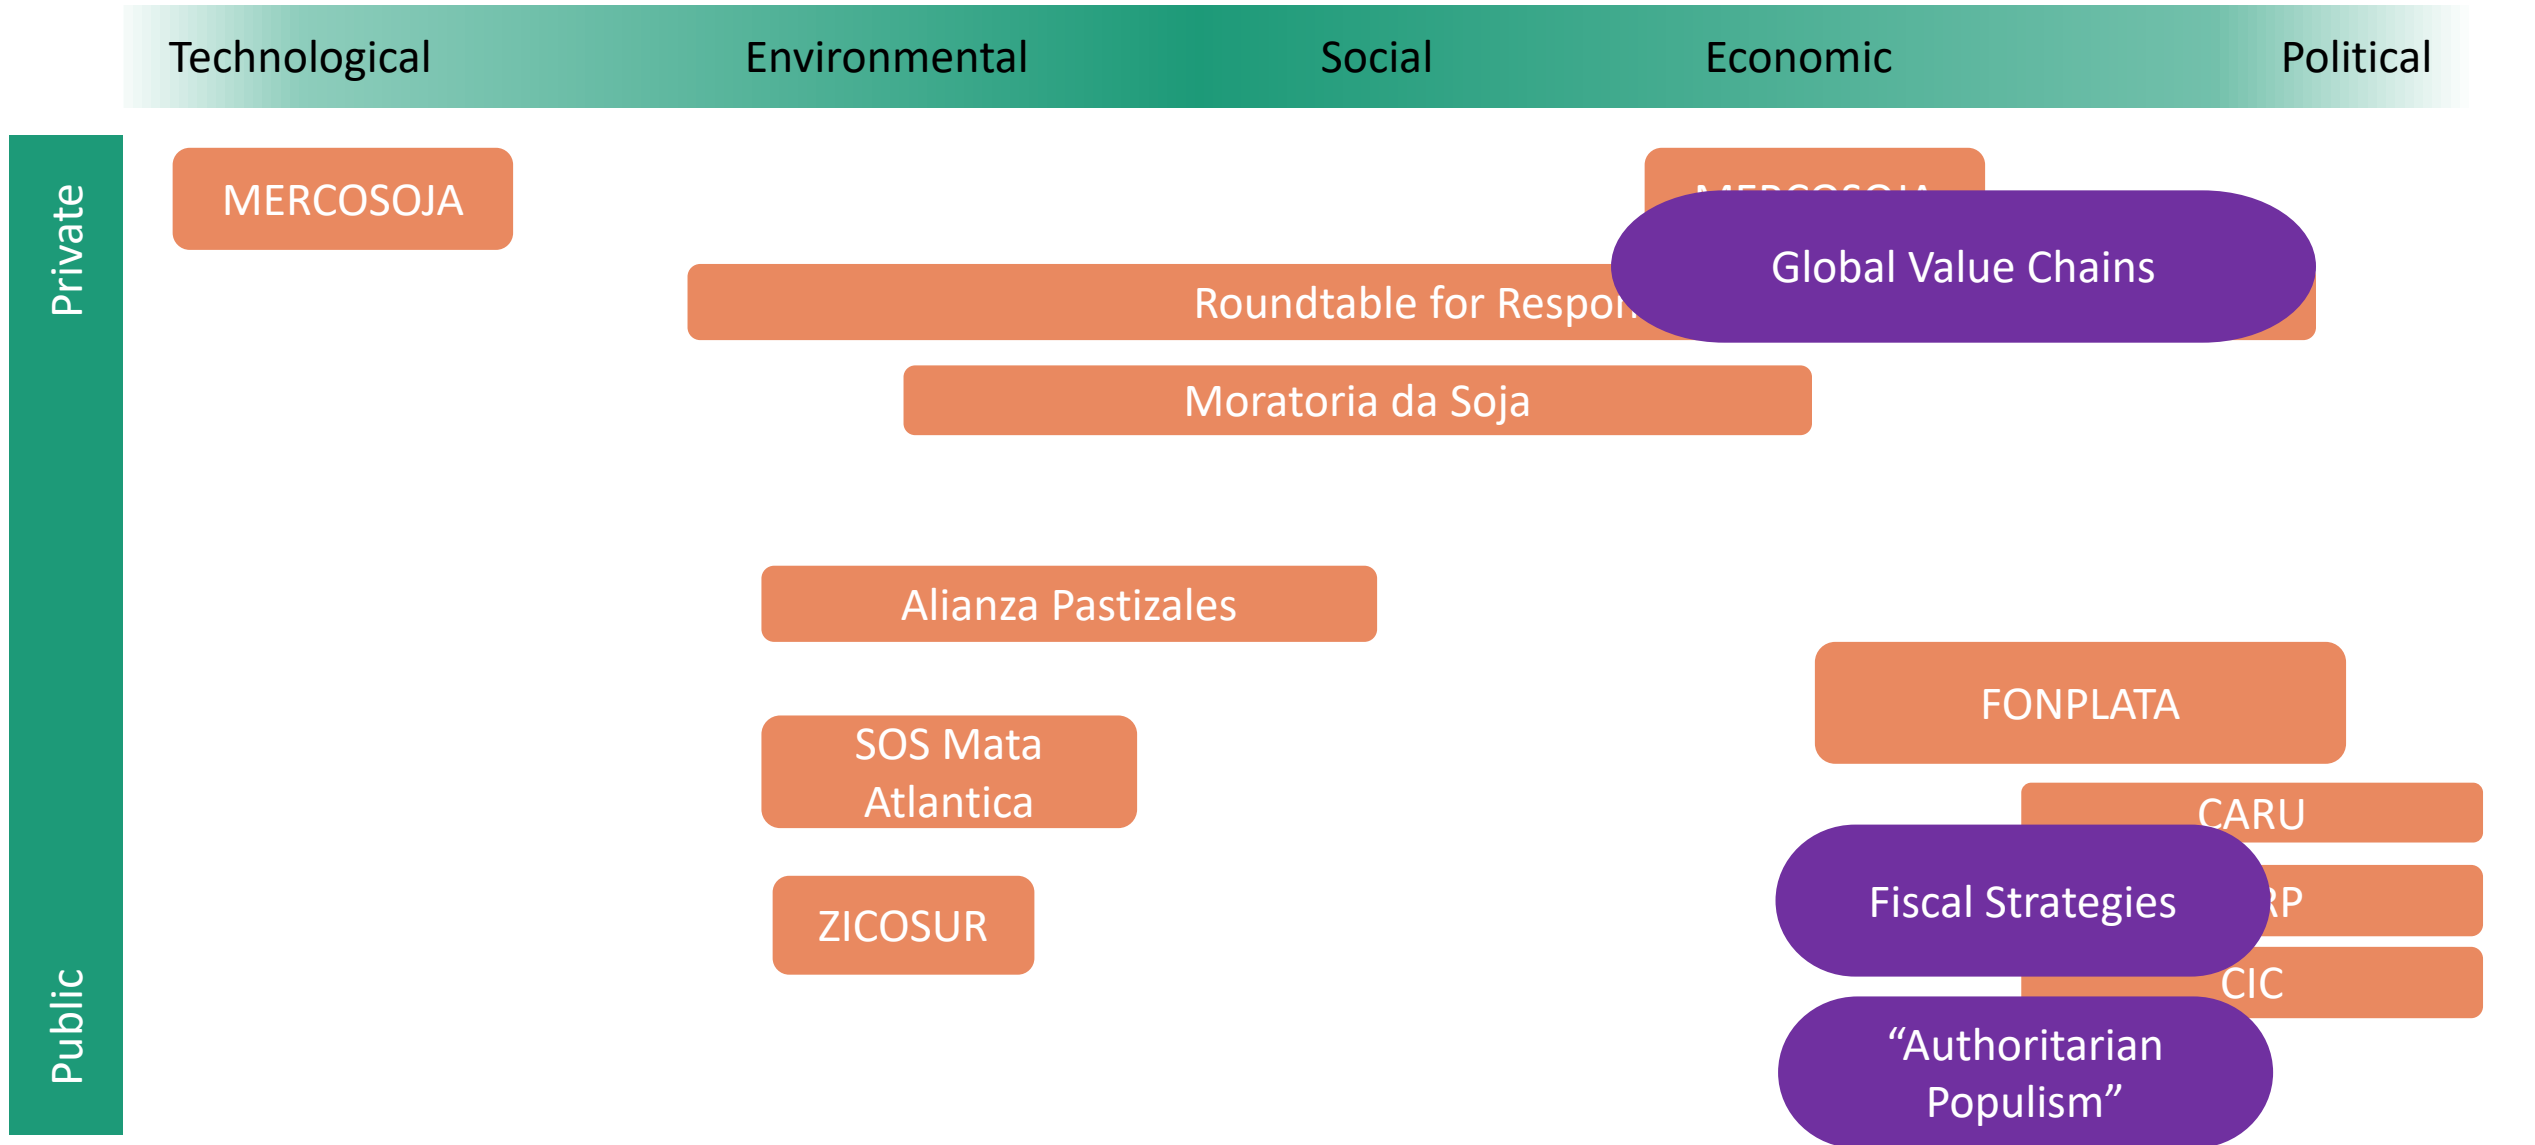 Technological Environmental Social Economic Political
Private
MERCOSOJA
Global Value Chains
Roundtable for
Moratoria da Soja
Alianza Pastizales
FONPLATA
SOS Mata
Atlantica
CARU
Fiscal Strategies
ZICOSUR
CIC
Public
“Authoritarian
Populism”